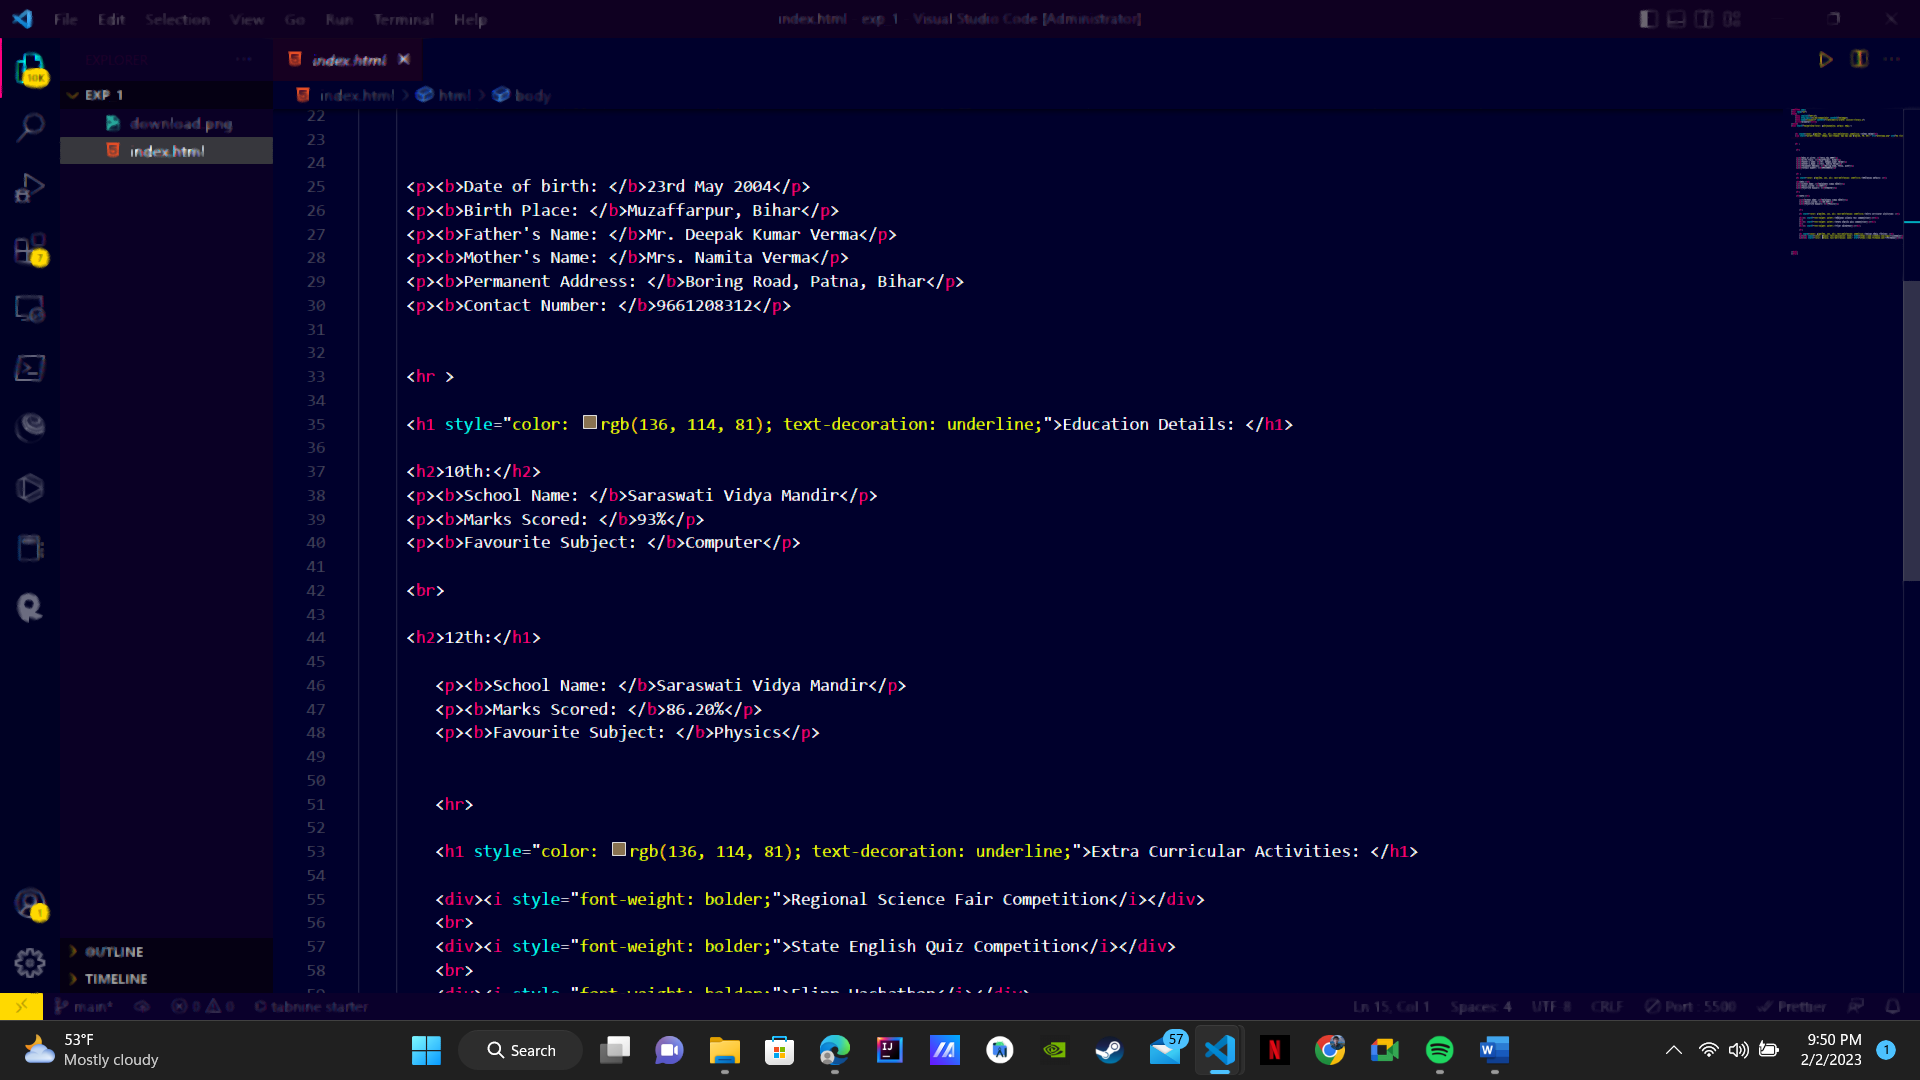 File Edit Selection View Go Run Terminal Help
index.html exp 1 Visual Studio Code [Administrator]
index.html
10K
EXP 1
index.html > html > body
download.png
index.html
22
23
24
25 <p><b>Date of birth: </b>23rd May 2004</p>
26 <p><b>Birth Place: </b>Muzaffarpur, Bihar</p>
27 <p><b>Father's Name: </b>Mr. Deepak Kumar Verma</p>
28 <p><b>Mother's Name: </b>Mrs. Namita Verma</p>
29 <p><b>Permanent Address: </b>Boring Road, Patna, Bihar</p>
30 <p><b>Contact Number: </b>9661208312</p>
31
32
33 <hr >
34
35 <h1 style="color: rgb(136, 114, 81); text-decoration: underline;">Education Details: </h1>
36
37 <h2>10th:</h2>
38 <p><b>School Name: </b>Saraswati Vidya Mandir</p>
39 <p><b>Marks Scored: </b>93%</p>
40 <p><b>Favourite Subject: </b>Computer</p>
41
42 <br>
43
44 <h2>12th:</h1>
45
46 <p><b>School Name: </b>Saraswati Vidya Mandir</p>
47 <p><b>Marks Scored: </b>86.20%</p>
48 <p><b>Favourite Subject: </b>Physics</p>
49
50
51 <hr>
52
53 <h1 style="color: rgb(136, 114, 81); text-decoration: underline;">Extra Curricular Activities: </h1>
54
55 <div><i style="font-weight: bolder;">Regional Science Fair Competition</i></div>
56 <br>
57 <div><i style="font-weight: bolder;">State English Quiz Competition</i></div>
58 <br>
7
1
OUTLINE
TIMELINE
main* 0 0 tabnine starter
Ln 15, Col 1 Spaces: 4 UTF 8 CRLF Port : 5500 Prettier
53°F
Mostly cloudy
Search
57
9:50 PM
2/2/2023
1